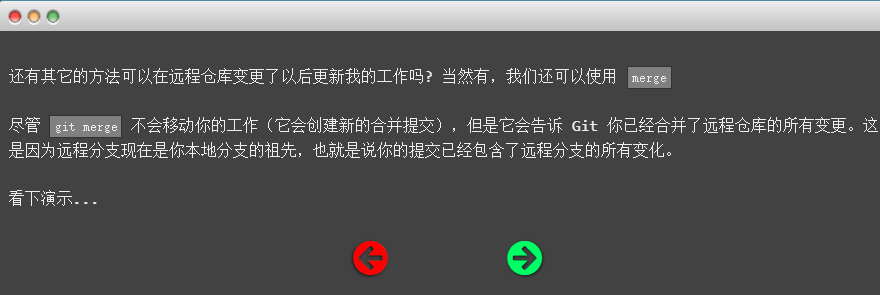 还有其它的方法可以在远程仓库变更了以后更新我的工作吗? 当然有，我们还可以使用 merge
尽管 git merge 不会移动你的工作（它会创建新的合并提交），但是它会告诉 Git 你已经合并了远程仓库的所有变更。这
是因为远程分支现在是你本地分支的祖先，也就是说你的提交已经包含了远程分支的所有变化。
看下演示...